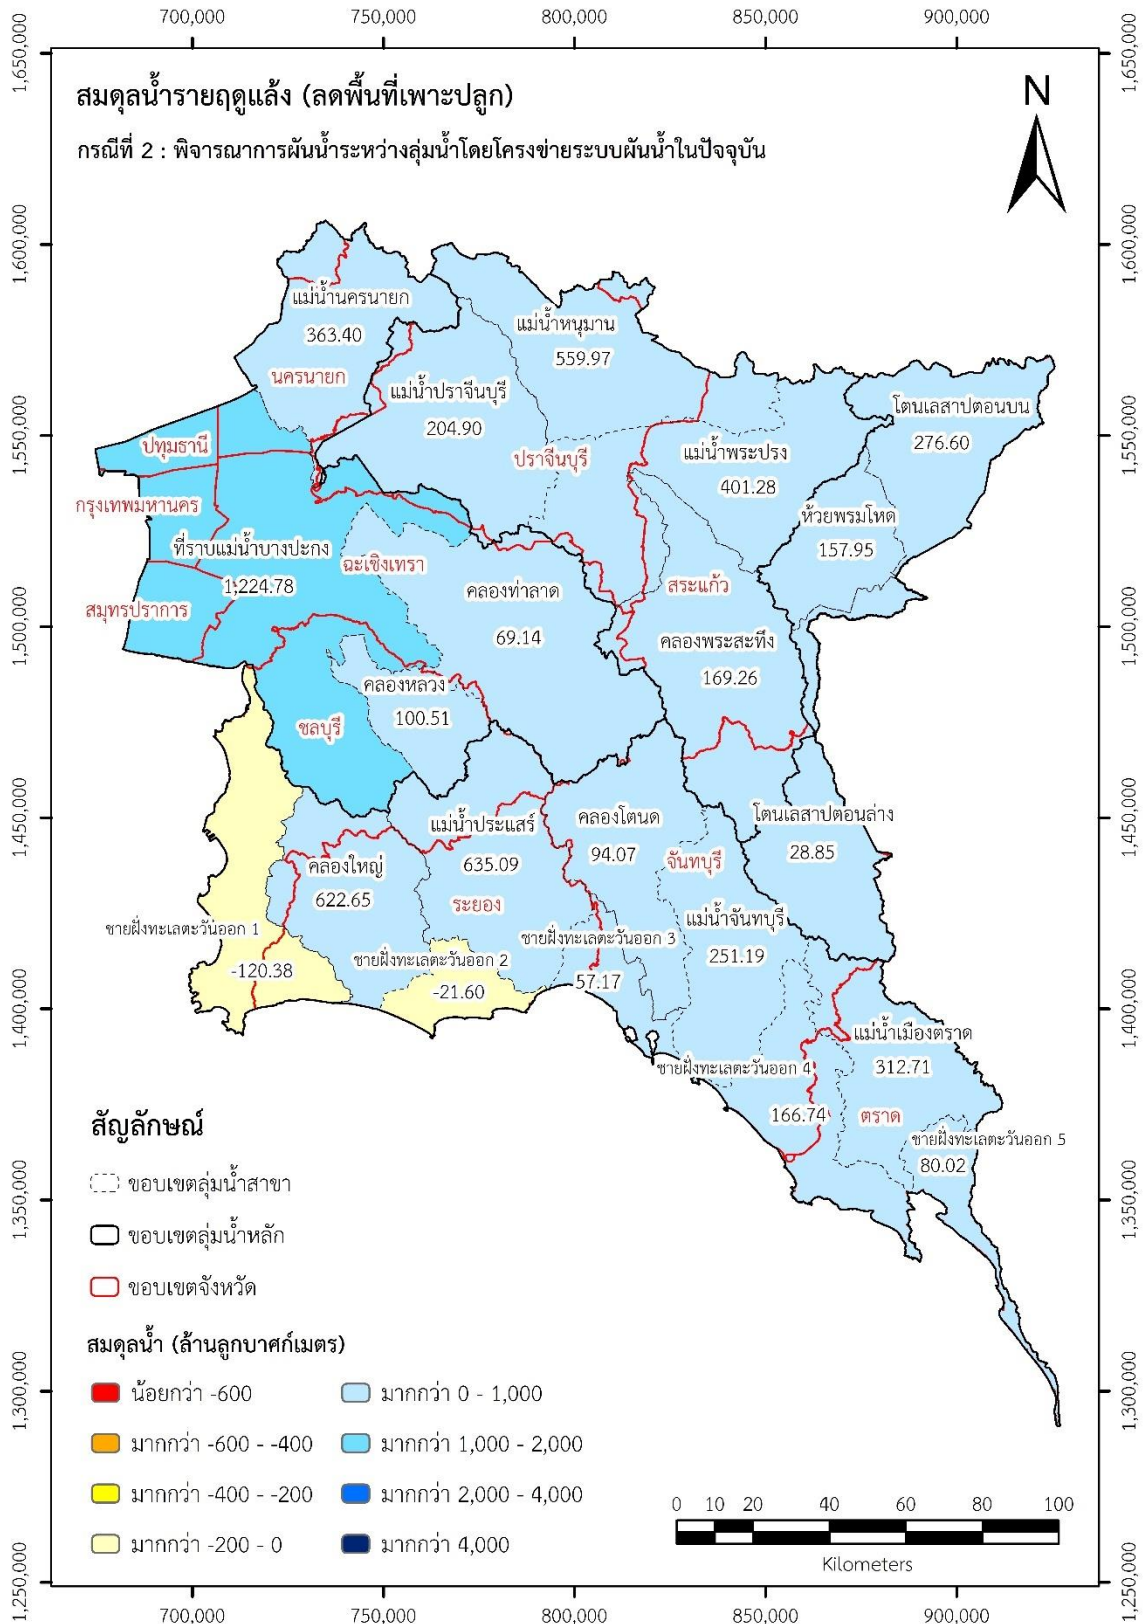 700,000 750,000 800,000 850,000 900,000
1,650,000 1,650,000
สมดุลน้ำรายฤดูแล้ง (ลดพื้นที่เพาะปลูก)
N
กรณีที่ 2 : พิจารณาการผันน้ำระหว่างลุ่มน้ำโดยโครงข่ายระบบผันน้ำในปัจจุบัน
1,600,000 1,600,000
แม่น้ำนครนายก
363.40
นครนายก
แม่น้ำหนุมาน
559.97
แม่น้ำปราจีนบุรี
204.90
ปราจีนบุรี
โตนเลสาปตอนบน
276.60
1,550,000 1,550,000
ปทุมธานี
แม่น้ำพระปรง
401.28
กรุงเทพมหานคร
ห้วยพรมโหด
157.95
ที่ราบแม่น้ำบางปะกง
1,224.78
ฉะเชิงเทรา
สมุทรปราการ
คลองท่าลาด
69.14
สระแก้ว
1,500,000 1,500,000
คลองพระสะทึง
169.26
คลองหลวง
100.51
ชลบุรี
1,450,000 1,450,000
แม่น้ำประแสร์
635.09
คลองโตนด
94.07
โตนเลสาปตอนล่าง
28.85
คลองใหญ่
622.65
จันทบุรี
ระยอง
แม่น้ำจันทบุรี
251.19
ชายฝั่งทะเลตะวันออก 1
-120.38
ชายฝั่งทะเลตะวันออก 2
-21.60
ชายฝั่งทะเลตะวันออก 3
57.17
1,400,000 1,400,000
แม่น้ำเมืองตราด
312.71
ชายฝั่งทะเลตะวันออก 4
166.74
ตราด
ชายฝั่งทะเลตะวันออก 5
80.02
1,350,000 1,350,000
สัญลักษณ์
ขอบเขตลุ่มน้ำสาขา
ขอบเขตลุ่มน้ำหลัก
ขอบเขตจังหวัด
สมดุลน้ำ (ล้านลูกบาศก์เมตร)
1,300,000 1,300,000
น้อยกว่า -600 มากกว่า 0 - 1,000
มากกว่า -600 - -400 มากกว่า 1,000 - 2,000
มากกว่า -400 - -200 มากกว่า 2,000 - 4,000
มากกว่า -200 - 0 มากกว่า 4,000
0 10 20 40 60 80 100
Kilometers
1,250,000 1,250,000
700,000 750,000 800,000 850,000 900,000